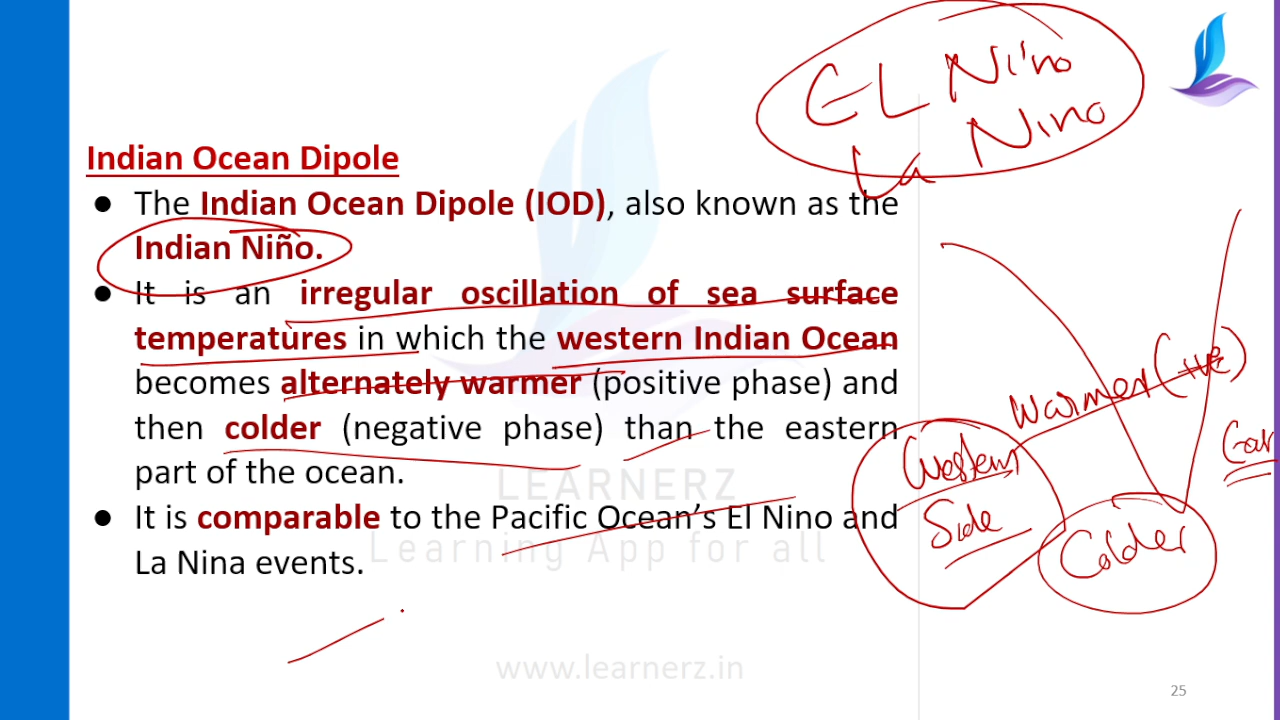 EL Nino
La Nino
Indian Ocean Dipole
● The Indian Ocean Dipole (IOD), also known as the
Indian Niño.
● It is an irregular oscillation of sea surface
temperatures in which the western Indian Ocean
becomes alternately warmer (positive phase) and
then colder (negative phase) than the eastern
part of the ocean.
● It is comparable to the Pacific Ocean's El Nino and
La Nina events.
warmer (+ve)
Western
Side
Colder
LEARNERZ
Learning App for all
www.learnerz.in
25